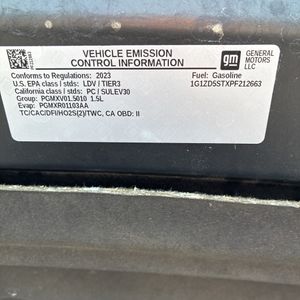 VEHICLE EMISSION
CONTROL INFORMATION
gm
GENERAL
MOTORS
LLC
Conforms to Regulations: 2023
U.S. EPA class / stds: LDV / TIER3
California class / stds: PC / SULEV30
Group: PGMXV01.5010 1.5L
Evap: PGMXR01103AA
TC/CAC/DFI/HO2S(2)/TWC, CA OBD: II
Fuel: Gasoline
1G1ZD5STXPF212663